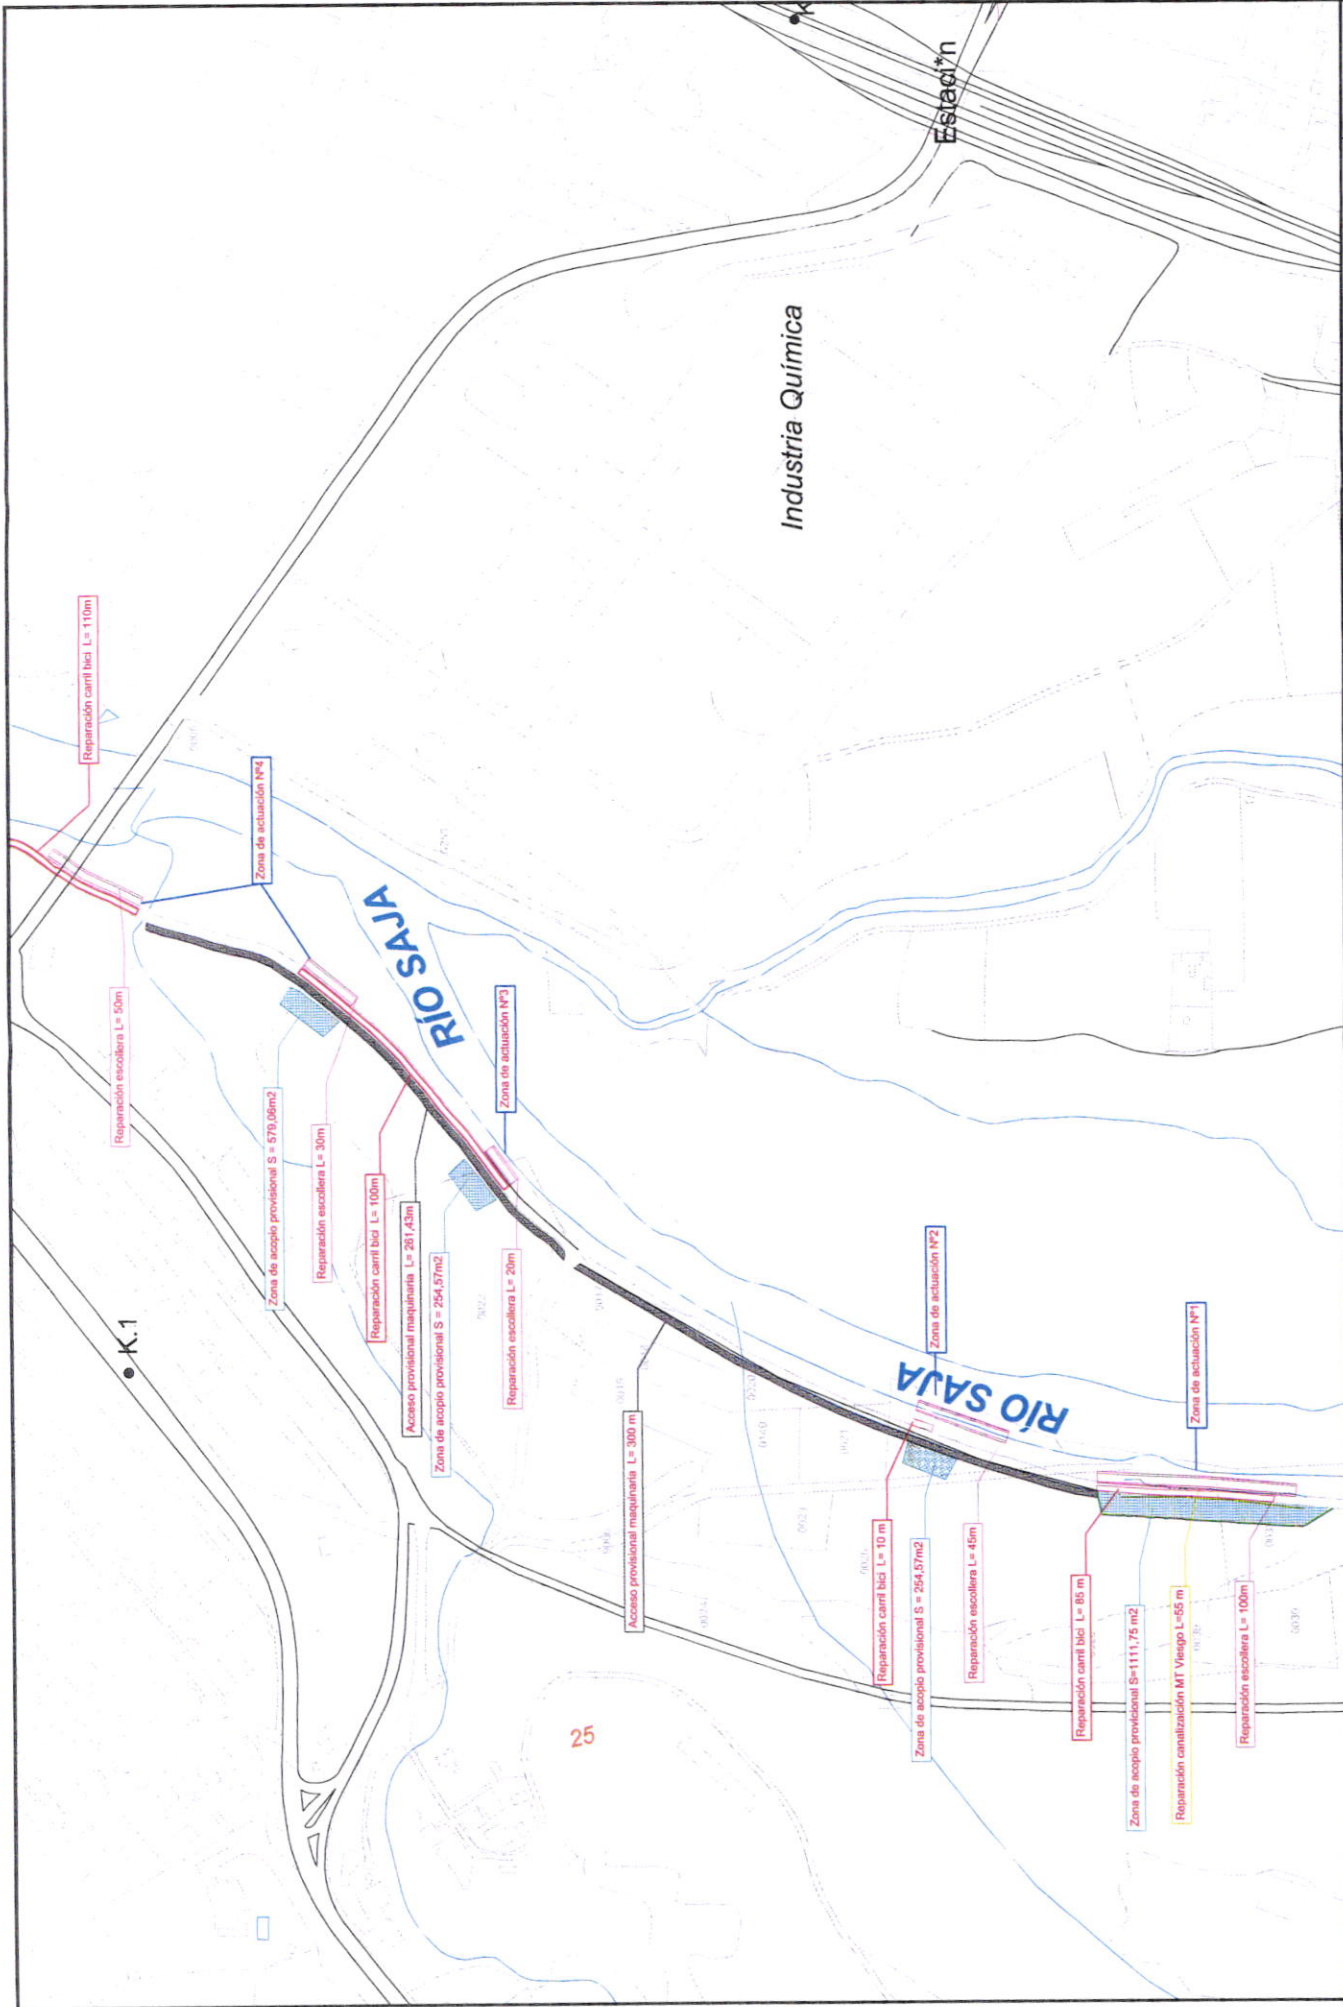 K.1
Reparación carril bici L= 110m
Reparación escollera L= 50m
Zona de actuación Nº4
Zona de acopio provisional S = 579,06m2
Reparación escollera L= 30m
Reparación carril bici L= 100m
Acceso provisional maquinaria L= 261,43m
Zona de acopio provisional S = 254,57m2
Reparación escollera L= 20m
RÍO SAJA
Zona de actuación Nº3
Acceso provisional maquinaria L= 300 m
Industria Química
Estaci*n
K
25
Reparación carril bici L= 10 m
Zona de acopio provisional S = 254,57m2
Reparación escollera L= 45m
Zona de actuación Nº2
RÍO SAJA
Reparación carril bici L= 85 m
Zona de acopio provicional S=1111,75 m2
Reparación canalización MT Viesgo L=55 m
Reparación escollera L= 100m
Zona de actuación Nº1
0039